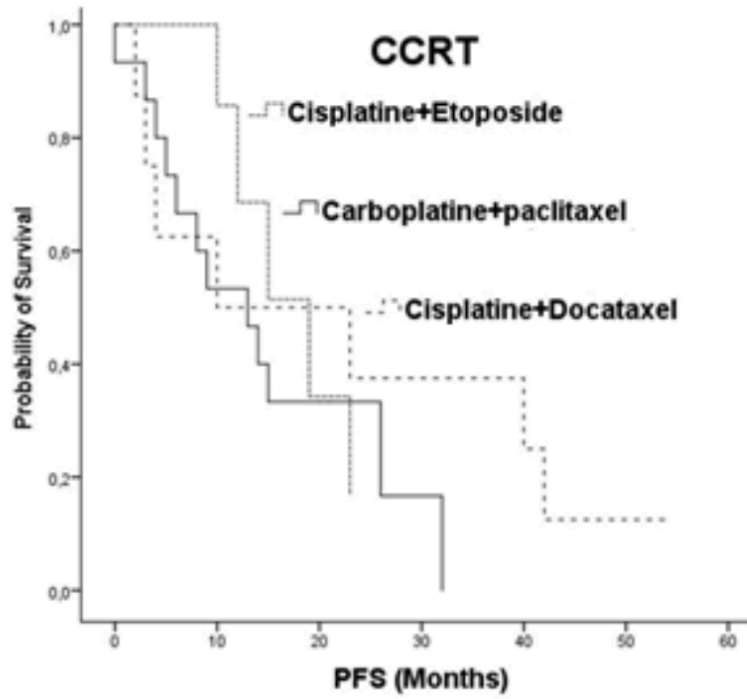 CCRT
Cisplatine+Etoposide
Carboplatine+paclitaxel
Cisplatine+Docataxel
Probability of Survival
1,0
0,8
0,6
0,4
0,2
0,0
0 10 20 30 40 50 60
PFS (Months)